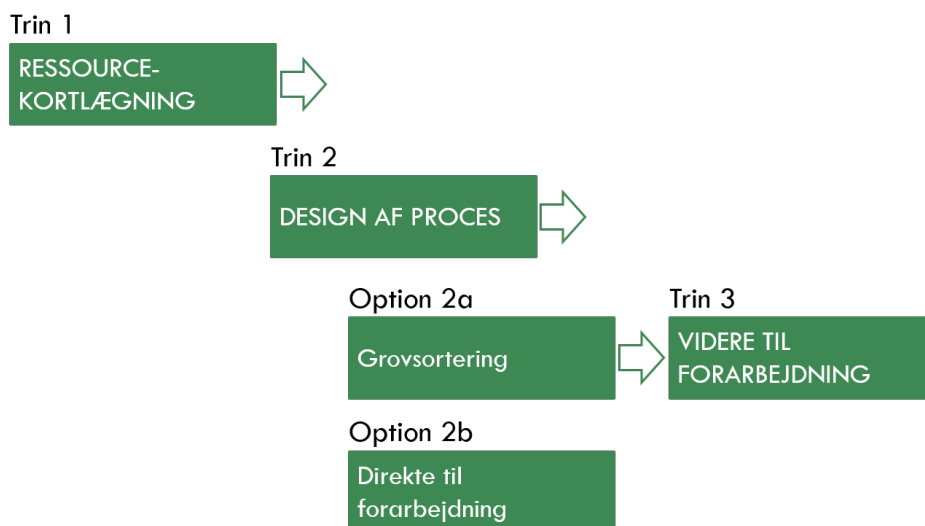 Trin 1
RESSOURCE-
KORTLÆGNING
Trin 2
DESIGN AF PROCES
Option 2a
Grovsortering
Trin 3
VIDERE TIL
FORARBEJDNING
Option 2b
Direkte til
forarbejdning